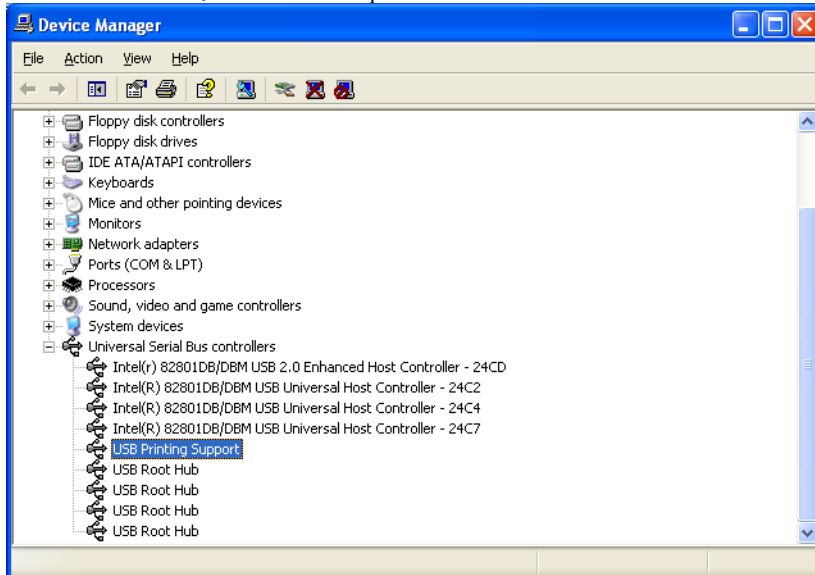 Device Manager
File Action View Help
Floppy disk controllers
Floppy disk drives
IDE ATA/ATAPI controllers
Keyboards
Mice and other pointing devices
Monitors
Network adapters
Ports (COM & LPT)
Processors
Sound, video and game controllers
System devices
Universal Serial Bus controllers
Intel(r) 82801DB/DBM USB 2.0 Enhanced Host Controller - 24CD
Intel(R) 82801DB/DBM USB Universal Host Controller - 24C2
Intel(R) 82801DB/DBM USB Universal Host Controller - 24C4
Intel(R) 82801DB/DBM USB Universal Host Controller - 24C7
USB Printing Support
USB Root Hub
USB Root Hub
USB Root Hub
USB Root Hub